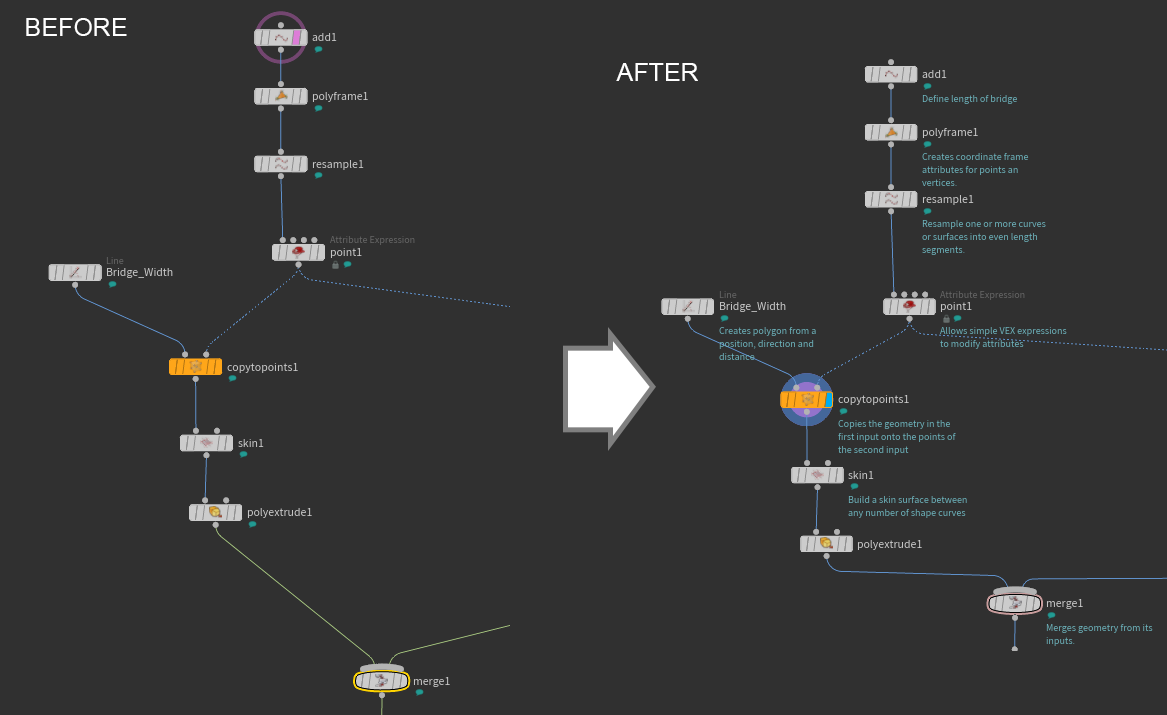 BEFORE
add1
polyframe1
resample1
Attribute Expression
point1
Line
Bridge_Width
copytopoints1
skin1
polyextrude1
merge1
AFTER
add1
Define length of bridge
polyframe1
Creates coordinate frame
attributes for points an
vertices.
resample1
Resample one or more curves
or surfaces into even length
segments.
Line
Bridge_Width
Creates polygon from a
position, direction and
distance
Attribute Expression
point1
Allows simple VEX expressions
to modify attributes
copytopoints1
Copies the geometry in the
first input onto the points of
the second input
skin1
Build a skin surface between
any number of shape curves
polyextrude1
merge1
Merges geometry from its
inputs.